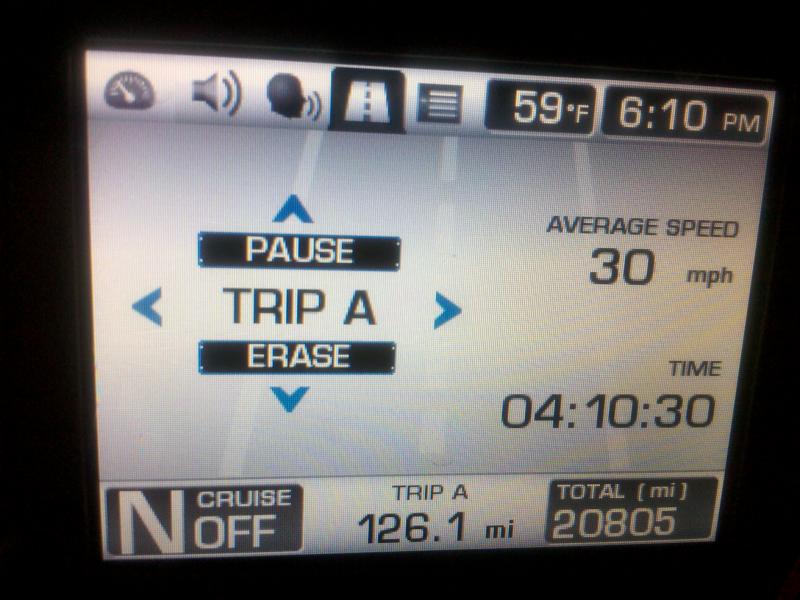 59°F 6:10 PM
PAUSE
TRIP A
ERASE
AVERAGE SPEED
30 mph
TIME
04:10:30
N CRUISE OFF
TRIP A
126.1 mi
TOTAL (mi)
20805